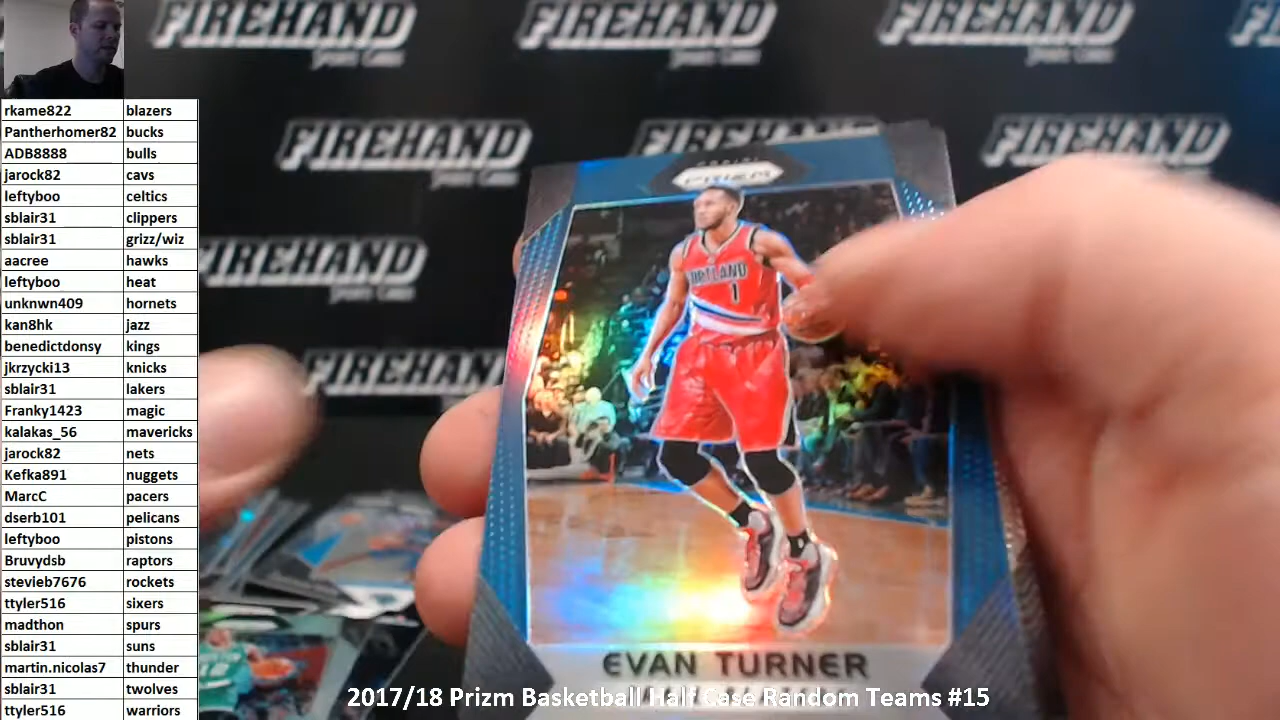 FIREHAND FIREHAND FIREHAND
FIREHAND FIREHAND FIREHAND
FIREHAND
FIREHAND
rkame822 blazers
Pantherhomer82 bucks
ADB8888 bulls
jarock82 cavs
leftyboo celtics
sblair31 clippers
sblair31 grizz/wiz
aacree hawks
leftyboo heat
unknwn409 hornets
kan8hk jazz
benedictdonsy kings
jkrzycki13 knicks
sblair31 lakers
Franky1423 magic
kalakas_56 mavericks
jarock82 nets
Kefka891 nuggets
MarcC pacers
dserb101 pelicans
leftyboo pistons
Bruvydsb raptors
stevieb7676 rockets
ttyler516 sixers
madthon spurs
sblair31 suns
martin.nicolas7 thunder
sblair31 twolves
ttyler516 warriors
PANINI
PRIZM
PORTLAND
1
EVAN TURNER
2017/18 Prizm Basketball Half Case Random Teams #15